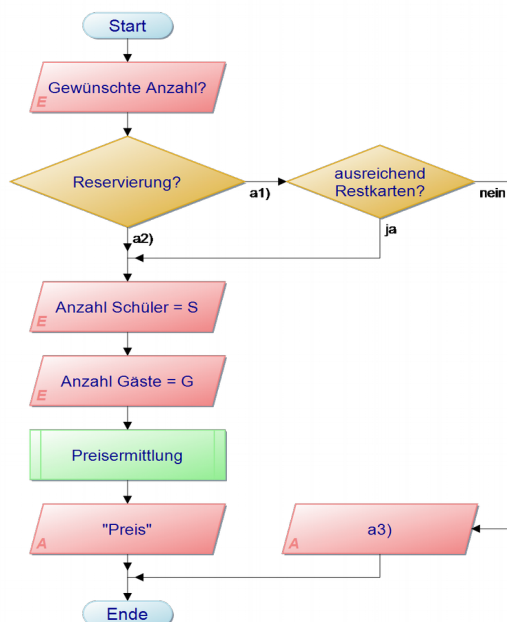 Start
Gewünschte Anzahl?
E
Reservierung?
a1)
ausreichend
Restkarten?
nein
a2)
ja
Anzahl Schüler = S
E
Anzahl Gäste = G
E
Preisermittlung
"Preis"
A
a3)
A
Ende